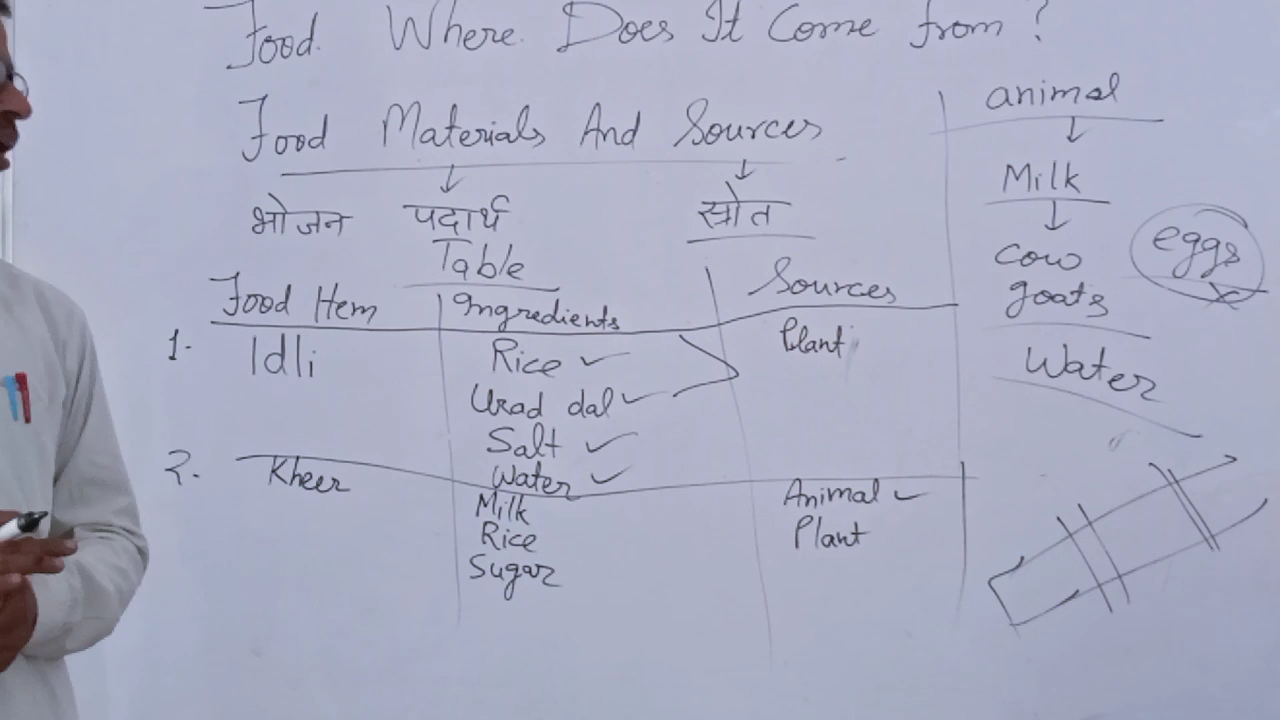 Food. Where Does It Come from?
Food Materials And Sources
भोजन पदार्थ स्त्रोत
Table
Food Item Ingredients Sources
1. Idli Rice Plant
Urad dal
Salt
Water
2. Kheer Milk Animal
Rice Plant
Sugar
animal
Milk
Cow
goats
eggs
Water